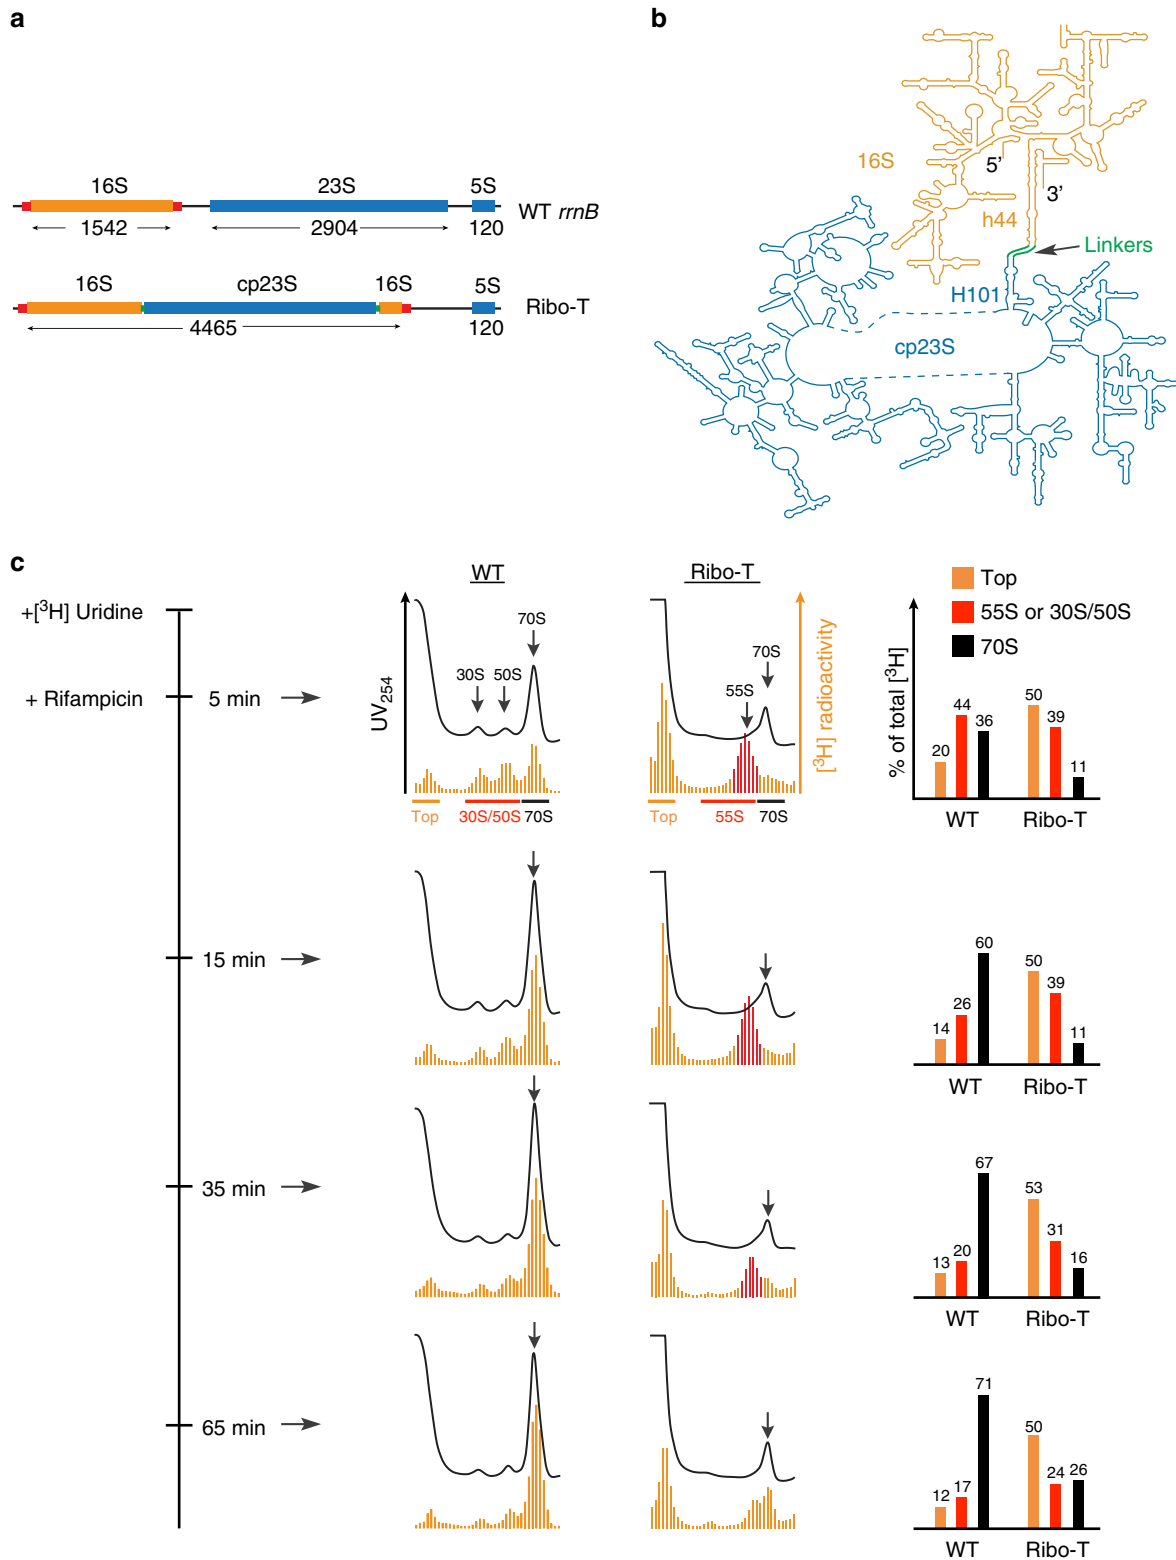 a
16S 23S 5S
WT rrnB
1542 2904 120
16S cp23S 16S 5S
Ribo-T
4465 120
b
16S
5'
3'
h44
Linkers
H101
cp23S
c
WT
Ribo-T
+[³H] Uridine
+ Rifampicin
5 min
UV₂₅₄
30S 50S 70S
Top 30S/50S 70S
55S 70S
[³H] radioactivity
Top 55S 70S
Top
55S or 30S/50S
70S
% of total [³H]
20 44 36 50 39 11
WT Ribo-T
15 min
14 26 60 50 39 11
WT Ribo-T
35 min
13 20 67 53 31 16
WT Ribo-T
65 min
12 17 71 50 24 26
WT Ribo-T